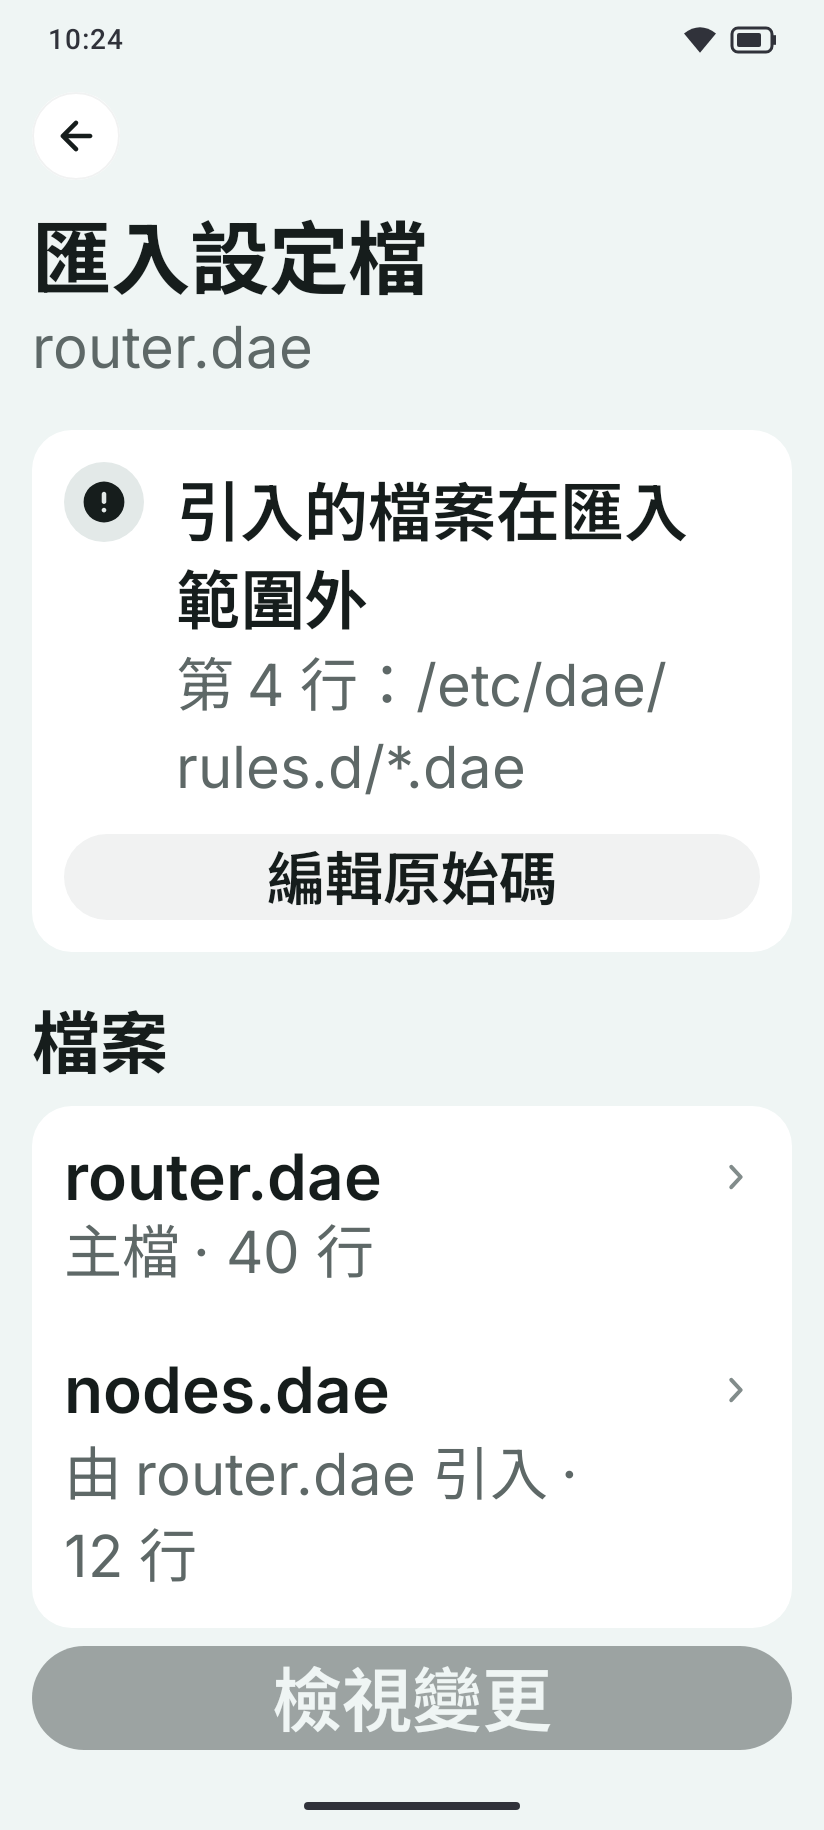 10:24
匯入設定檔
router.dae
引入的檔案在匯入
範圍外
第 4 行：/etc/dae/
rules.d/*.dae
編輯原始碼
檔案
router.dae
主檔 · 40 行
nodes.dae
由 router.dae 引入 ·
12 行
檢視變更